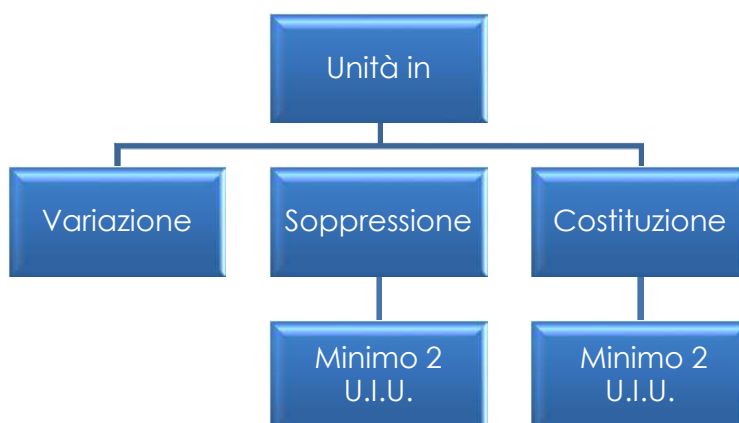 Unità in
Variazione
Soppressione
Costituzione
Minimo 2
U.I.U.
Minimo 2
U.I.U.